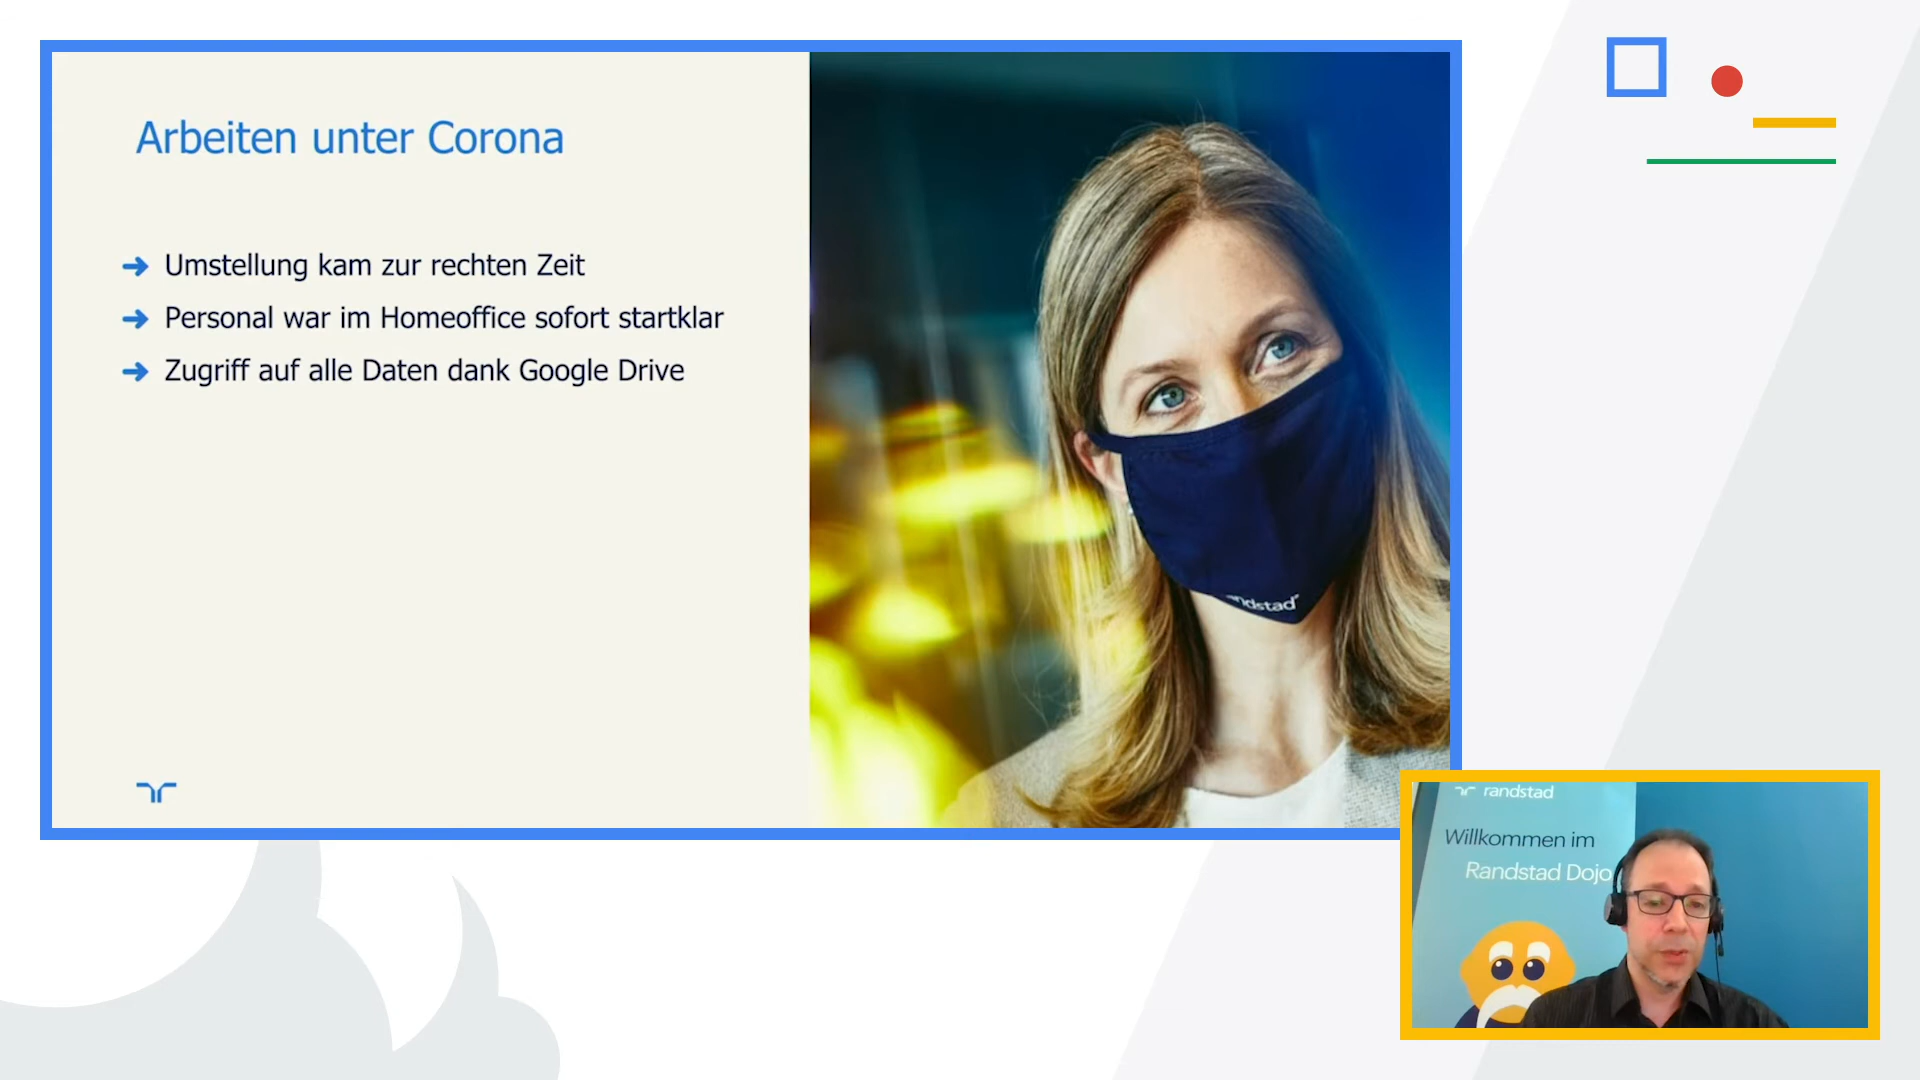 Arbeiten unter Corona
Umstellung kam zur rechten Zeit
Personal war im Homeoffice sofort startklar
Zugriff auf alle Daten dank Google Drive
randstad
Willkommen im
Randstad Dojo